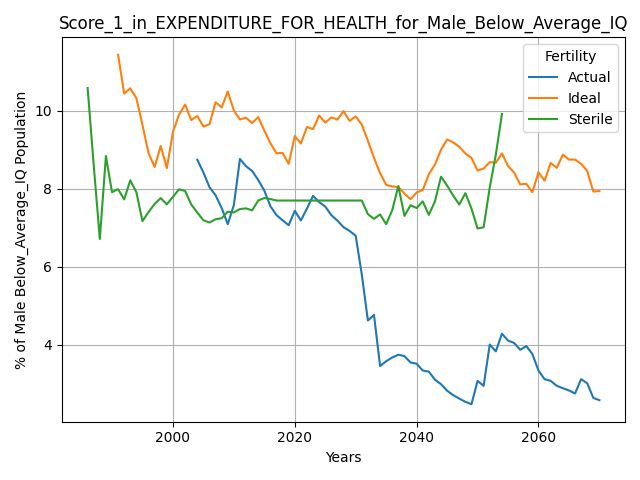 Score_1_in_EXPENDITURE_FOR_HEALTH_for_Male_Below_Average_IQ
% of Male Below_Average_IQ Population
10
8
6
4
Fertility
Actual
Ideal
Sterile
2000 2020 2040 2060
Years